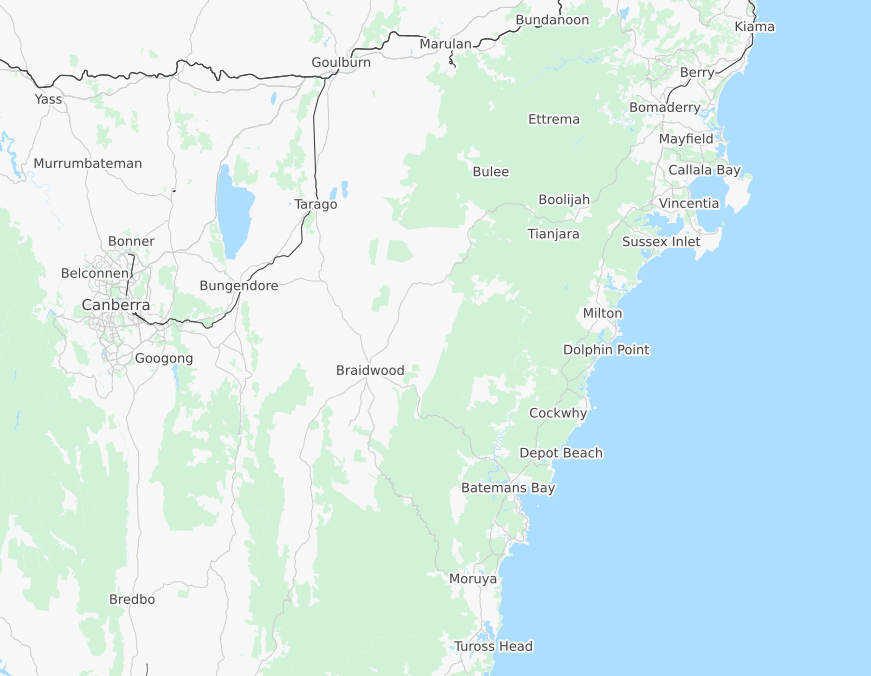 Bundanoon
Kiama
Marulan
Goulburn
Berry
Yass
Bomaderry
Ettrema
Mayfield
Murrumbateman
Bulee
Callala Bay
Boolijah
Vincentia
Tarago
Tianjara
Bonner
Sussex Inlet
Belconnen
Bungendore
Canberra
Milton
Dolphin Point
Googong
Braidwood
Cockwhy
Depot Beach
Batemans Bay
Moruya
Bredbo
Tuross Head